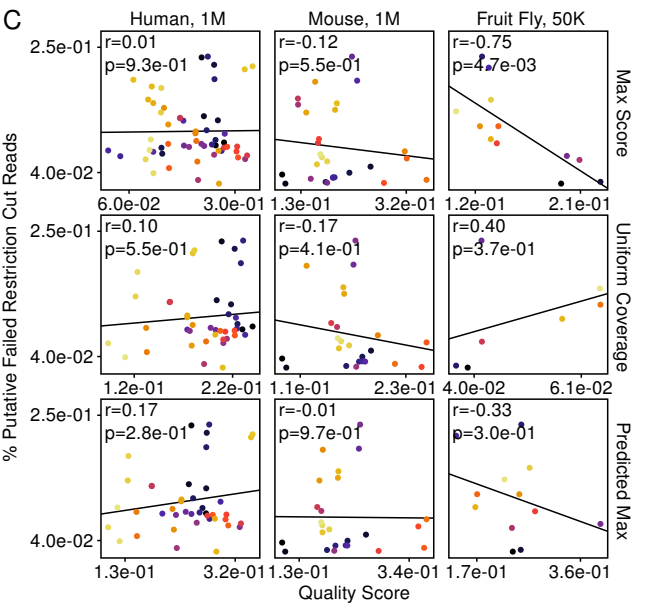 C
Human, 1M
Mouse, 1M
Fruit Fly, 50K
% Putative Failed Restriction Cut Reads
2.5e-01
4.0e-02
r=0.01
p=9.3e-01
r=-0.12
p=5.5e-01
r=-0.75
p=4.7e-03
Max Score
6.0e-02
3.0e-01
1.3e-01
3.2e-01
1.2e-01
2.1e-01
2.5e-01
4.0e-02
r=0.10
p=5.5e-01
r=-0.17
p=4.1e-01
r=0.40
p=3.7e-01
Uniform Coverage
1.2e-01
2.2e-01
1.1e-01
2.3e-01
4.0e-02
6.1e-02
2.5e-01
4.0e-02
r=0.17
p=2.8e-01
r=-0.01
p=9.7e-01
r=-0.33
p=3.0e-01
Predicted Max
1.3e-01
3.2e-01
1.3e-01
3.4e-01
1.7e-01
3.6e-01
Quality Score